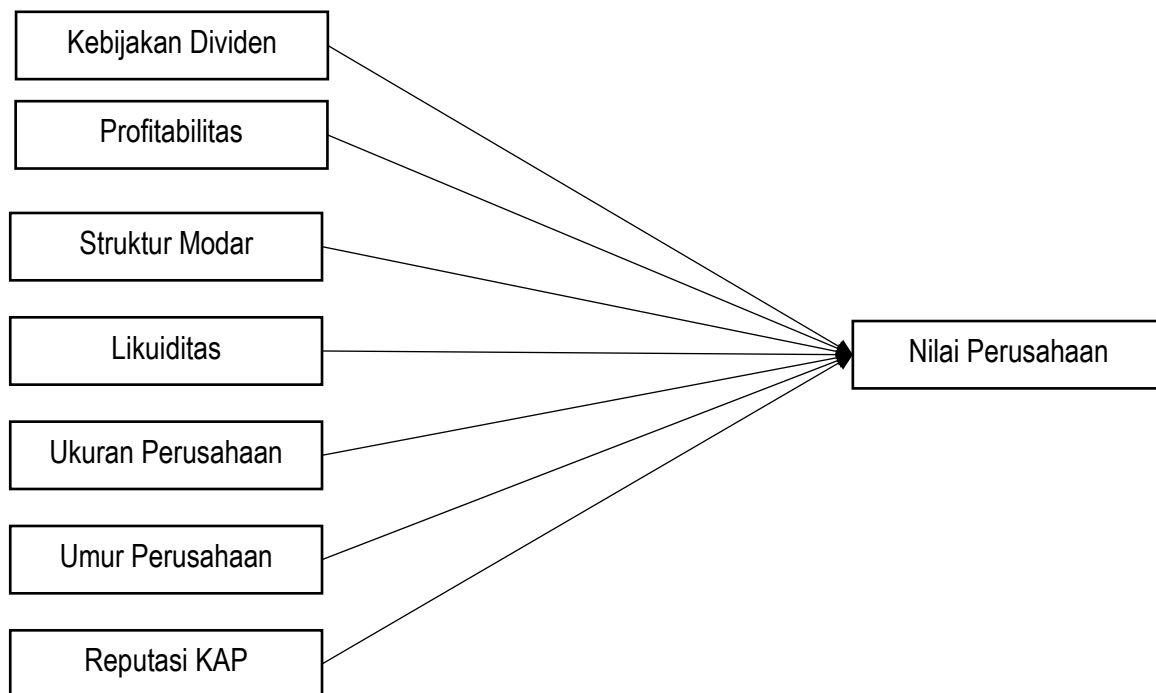 Kebijakan Dividen
Profitabilitas
Struktur Modar
Likuiditas
Nilai Perusahaan
Ukuran Perusahaan
Umur Perusahaan
Reputasi KAP